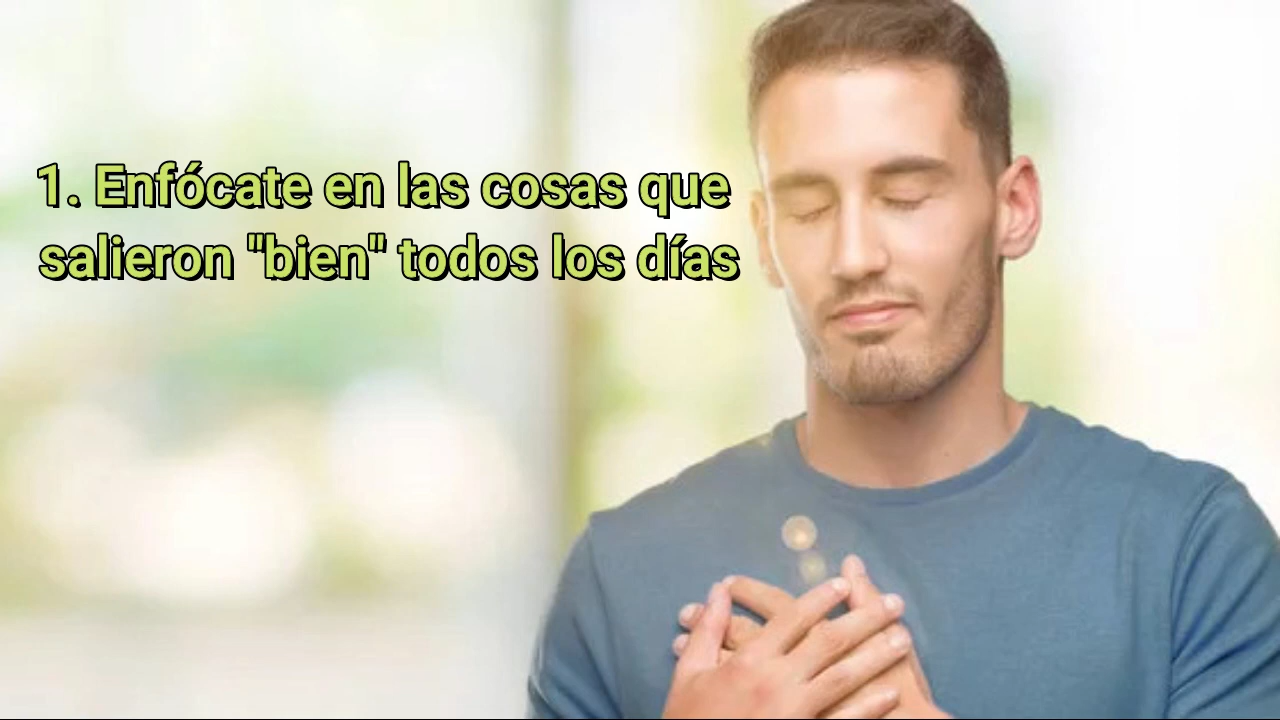 1. Enfócate en las cosas que
salieron "bien" todos los días